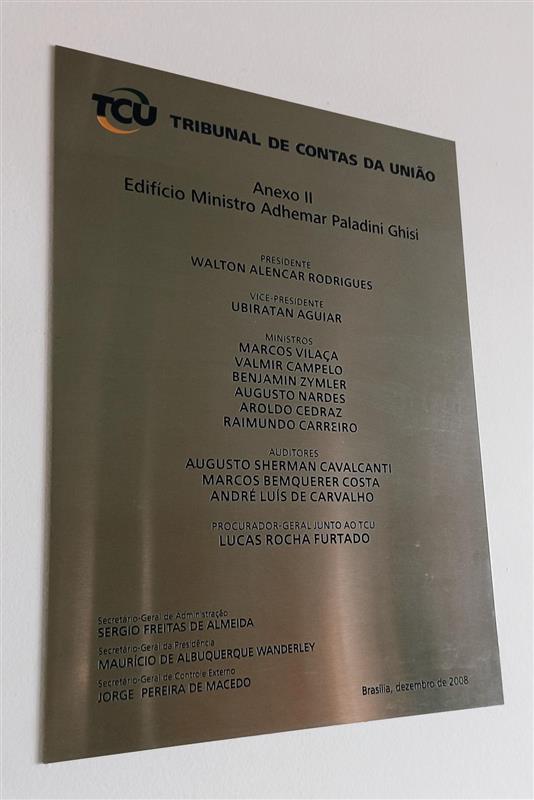 TCU TRIBUNAL DE CONTAS DA UNIÃO
Anexo II
Edifício Ministro Adhemar Paladini Ghisi
PRESIDENTE
WALTON ALENCAR RODRIGUES
VICE-PRESIDENTE
UBIRATAN AGUIAR
MINISTROS
MARCOS VILAÇA
VALMIR CAMPELO
BENJAMIN ZYMLER
AUGUSTO NARDES
AROLDO CEDRAZ
RAIMUNDO CARREIRO
AUDITORES
AUGUSTO SHERMAN CAVALCANTI
MARCOS BEMQUERER COSTA
ANDRÉ LUÍS DE CARVALHO
PROCURADOR-GERAL JUNTO AO TCU
LUCAS ROCHA FURTADO
Secretário-Geral de Administração
SERGIO FREITAS DE ALMEIDA
Secretário-Geral da Presidência
MAURÍCIO DE ALBUQUERQUE WANDERLEY
Secretário-Geral de Controle Externo
JORGE PEREIRA DE MACEDO
Brasília, dezembro de 2008